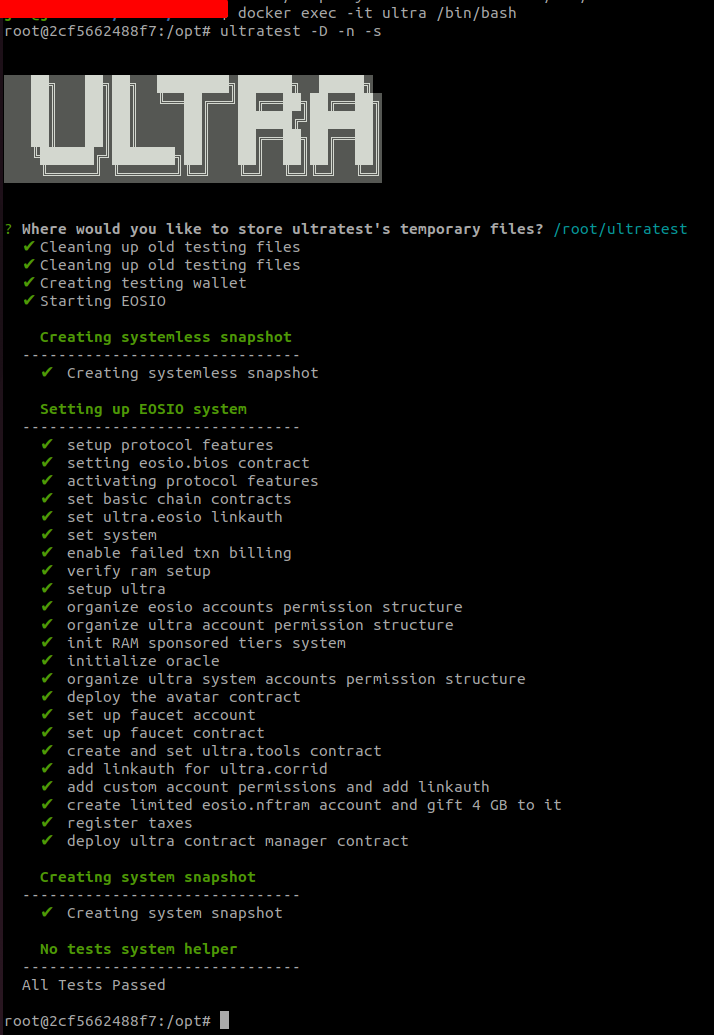 docker exec -it ultra /bin/bash
root@2cf5662488f7:/opt# ultratest -D -n -s
ULTRA
? Where would you like to store ultratest's temporary files? /root/ultratest
✔ Cleaning up old testing files
✔ Cleaning up old testing files
✔ Creating testing wallet
✔ Starting EOSIO
Creating systemless snapshot
-------------------------------
✔ Creating systemless snapshot
Setting up EOSIO system
-------------------------------
✔ setup protocol features
✔ setting eosio.bios contract
✔ activating protocol features
✔ set basic chain contracts
✔ set ultra.eosio linkauth
✔ set system
✔ enable failed txn billing
✔ verify ram setup
✔ setup ultra
✔ organize eosio accounts permission structure
✔ organize ultra account permission structure
✔ init RAM sponsored tiers system
✔ initialize oracle
✔ organize ultra system accounts permission structure
✔ deploy the avatar contract
✔ set up faucet account
✔ set up faucet contract
✔ create and set ultra.tools contract
✔ add linkauth for ultra.corrid
✔ add custom account permissions and add linkauth
✔ create limited eosio.nftram account and gift 4 GB to it
✔ register taxes
✔ deploy ultra contract manager contract
Creating system snapshot
-------------------------------
✔ Creating system snapshot
No tests system helper
-------------------------------
All Tests Passed
root@2cf5662488f7:/opt#